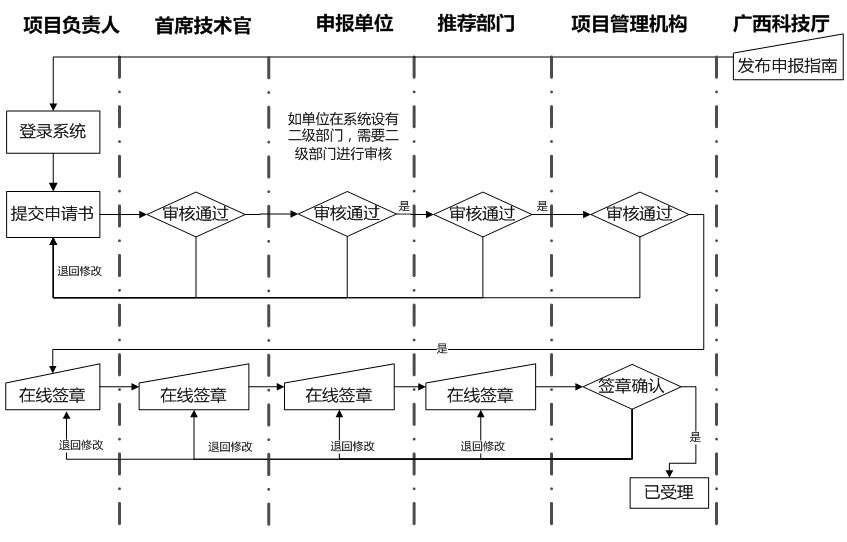 项目负责人
首席技术官
申报单位
推荐部门
项目管理机构
广西科技厅
发布申报指南
登录系统
如单位在系统设有
二级部门，需要二
级部门进行审核
提交申请书
审核通过
审核通过
是
审核通过
是
审核通过
退回修改
是
在线签章
在线签章
在线签章
在线签章
签章确认
退回修改
退回修改
退回修改
退回修改
是
已受理